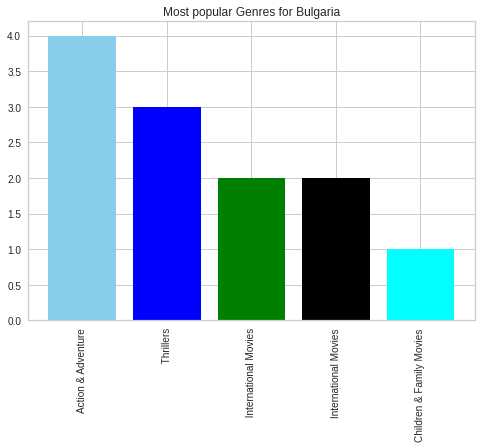 Most popular Genres for Bulgaria
4.0
3.5
3.0
2.5
2.0
1.5
1.0
0.5
0.0
Action & Adventure
Thrillers
International Movies
International Movies
Children & Family Movies